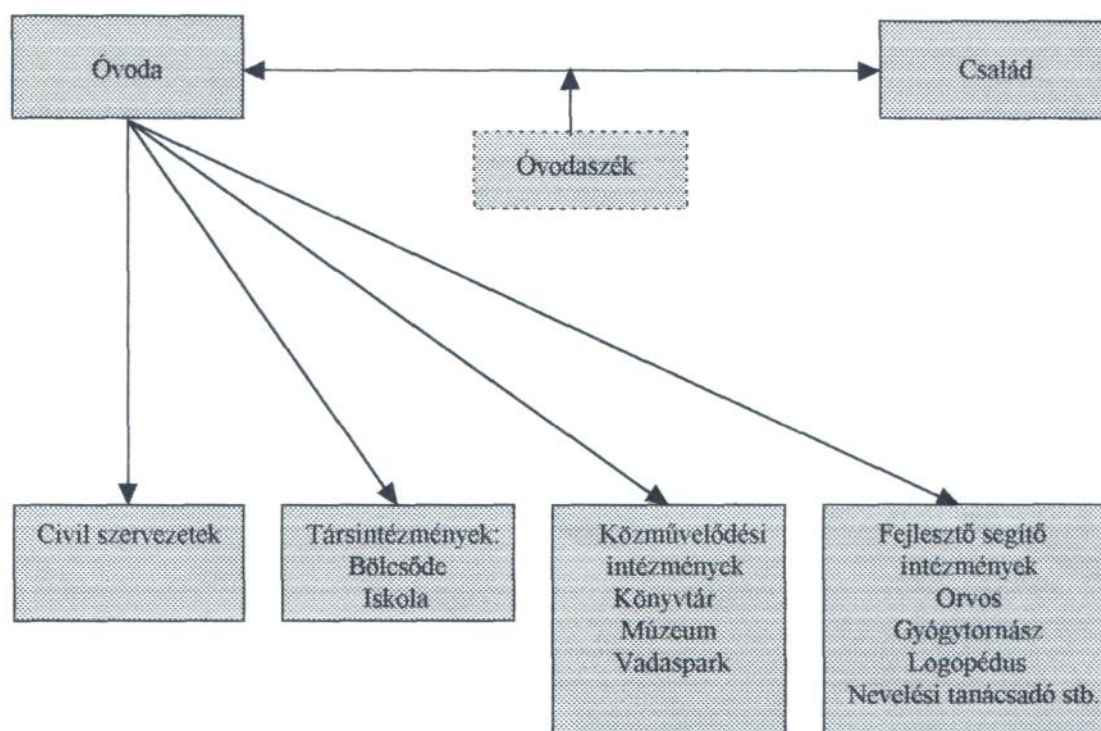 Óvoda
Család
Óvodaszék
Civil szervezetek
Társintézmények:
Bölcsőde
Iskola
Közművelődési
intézmények
Könyvtár
Múzeum
Vadaspark
Fejlesztő segítő
intézmények
Orvos
Gyógytornász
Logopédus
Nevelési tanácsadó stb.